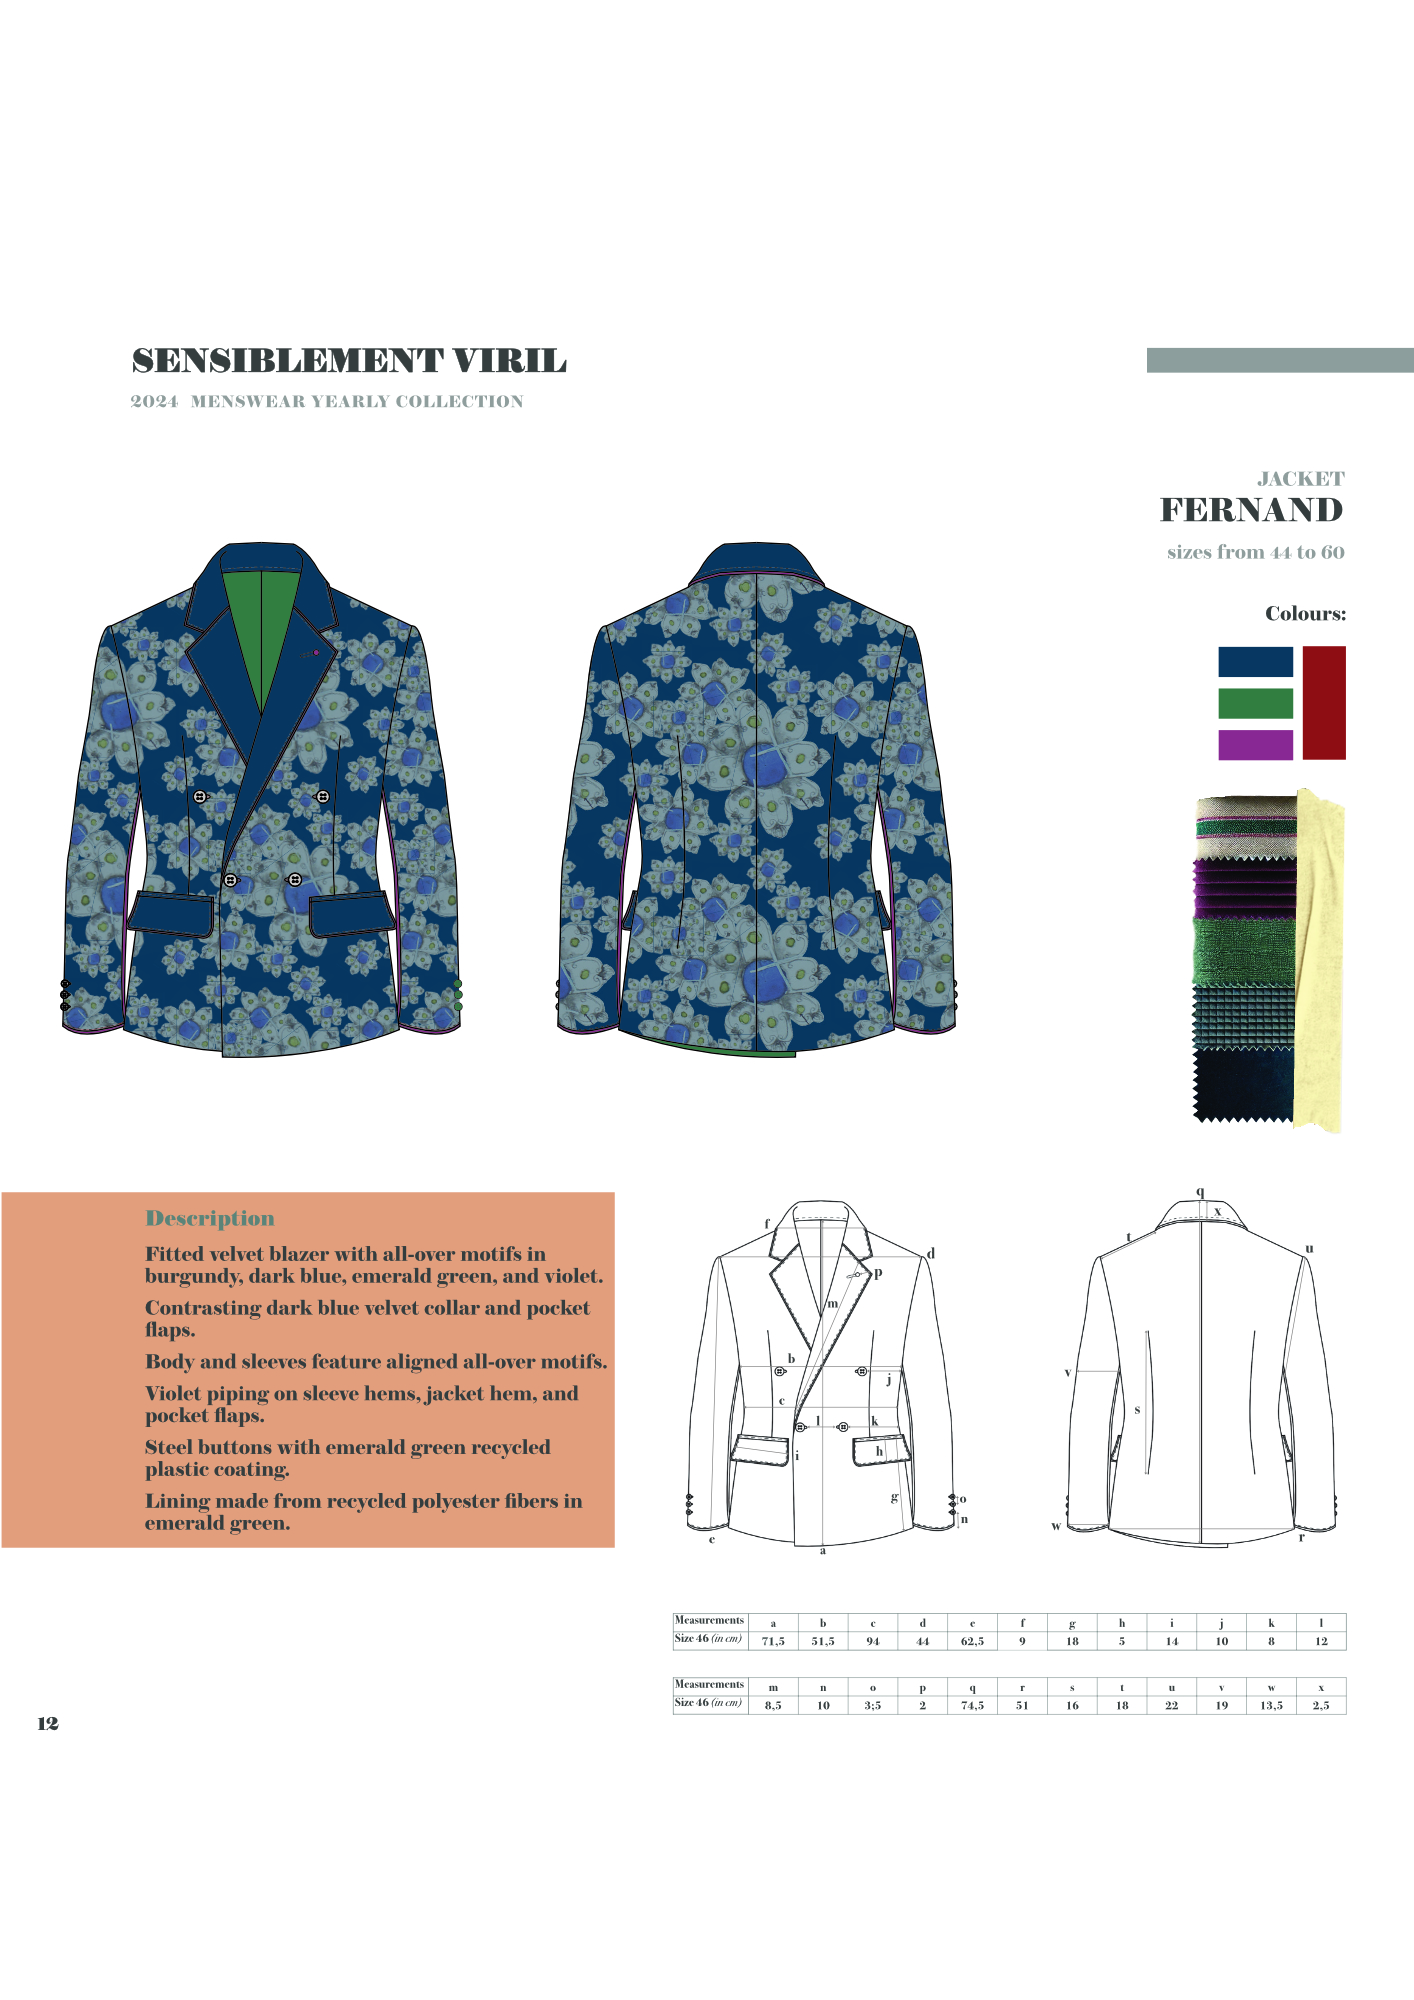 SENSIBLEMENT VIRIL
2024 MENSWEAR YEARLY COLLECTION
JACKET
FERNAND
sizes from 44 to 60
Colours:
Description
Fitted velvet blazer with all-over motifs in
burgundy, dark blue, emerald green, and violet.
Contrasting dark blue velvet collar and pocket
flaps.
Body and sleeves feature aligned all-over motifs.
Violet piping on sleeve hems, jacket hem, and
pocket flaps.
Steel buttons with emerald green recycled
plastic coating.
Lining made from recycled polyester fibers in
emerald green.
f
d
p
m
b
j
c
l
k
i
h
g
o
n
e
a
q
x
t
u
v
s
w
r
Measurements a b c d e f g h i j k l
Size 46 (in cm) 71,5 51,5 94 44 62,5 9 18 5 14 10 8 12
Measurements m n o p q r s t u v w x
Size 46 (in cm) 8,5 10 3;5 2 74,5 51 16 18 22 19 13,5 2,5
12